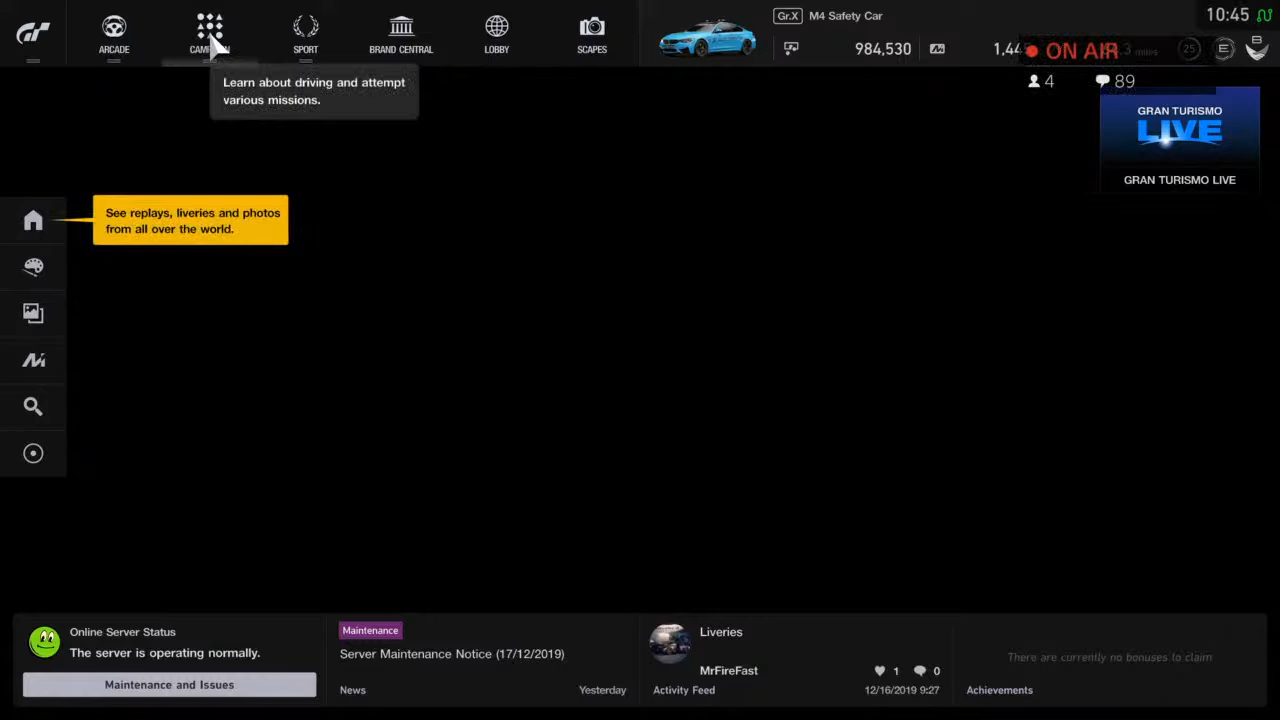 ARCADE
SPORT
BRAND CENTRAL
LOBBY
SCAPES
Gr.X M4 Safety Car
984,530
10:45
ON AIR
miles
25
E
4
89
Learn about driving and attempt
various missions.
GRAN TURISMO
LIVE
GRAN TURISMO LIVE
See replays, liveries and photos
from all over the world.
Online Server Status
The server is operating normally.
Maintenance and Issues
Maintenance
Server Maintenance Notice (17/12/2019)
News
Yesterday
Liveries
MrFireFast
1
0
Activity Feed
12/16/2019 9:27
There are currently no bonuses to claim
Achievements